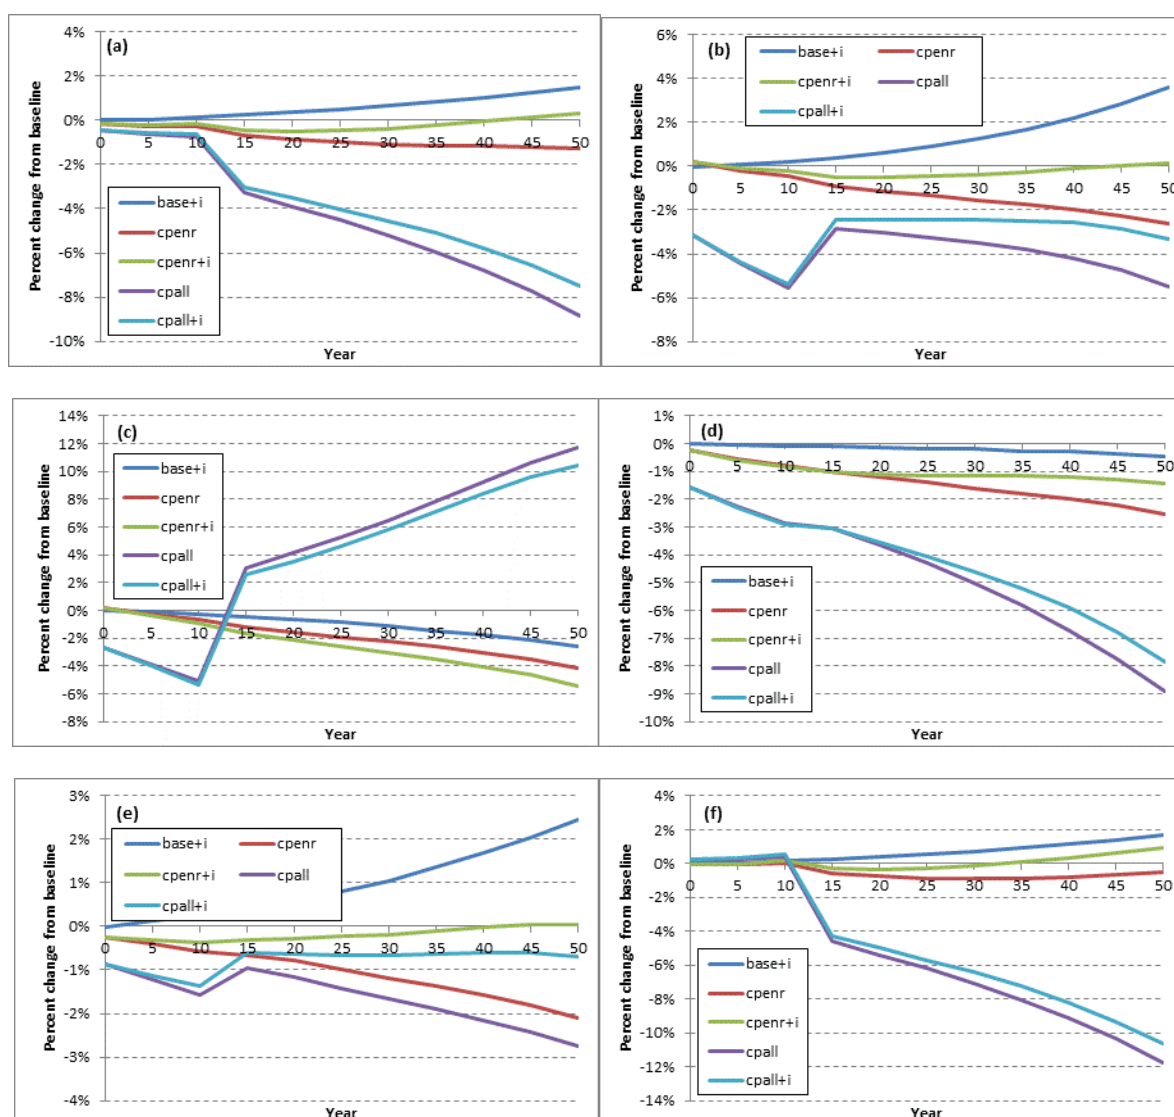 4%
(a)
2%
0%
0 5 10 15 20 25 30 35 40 45 50
-2%
-4%
-6%
-8%
-10%
base+i
cpenr
cpenr+i
cpall
cpall+i
Percent change from baseline
Year
6%
(b)
4%
2%
0%
0 5 10 15 20 25 30 35 40 45 50
-2%
-4%
-6%
-8%
base+i cpenr
cpenr+i cpall
cpall+i
Percent change from baseline
Year
14%
(c)
12%
10%
8%
6%
4%
2%
0%
0 5 10 15 20 25 30 35 40 45 50
-2%
-4%
-6%
-8%
base+i
cpenr
cpenr+i
cpall
cpall+i
Percent change from baseline
Year
1%
(d)
0%
0 5 10 15 20 25 30 35 40 45 50
-1%
-2%
-3%
-4%
-5%
-6%
-7%
-8%
-9%
-10%
base+i
cpenr
cpenr+i
cpall
cpall+i
Percent change from baseline
Year
3%
(e)
2%
1%
0%
0 5 10 15 20 25 30 35 40 45 50
-1%
-2%
-3%
-4%
base+i cpenr
cpenr+i cpall
cpall+i
Percent change from baseline
Year
4%
(f)
2%
0%
0 5 10 15 20 25 30 35 40 45 50
-2%
-4%
-6%
-8%
-10%
-12%
-14%
base+i
cpenr
cpenr+i
cpall
cpall+i
Percent change from baseline
Year